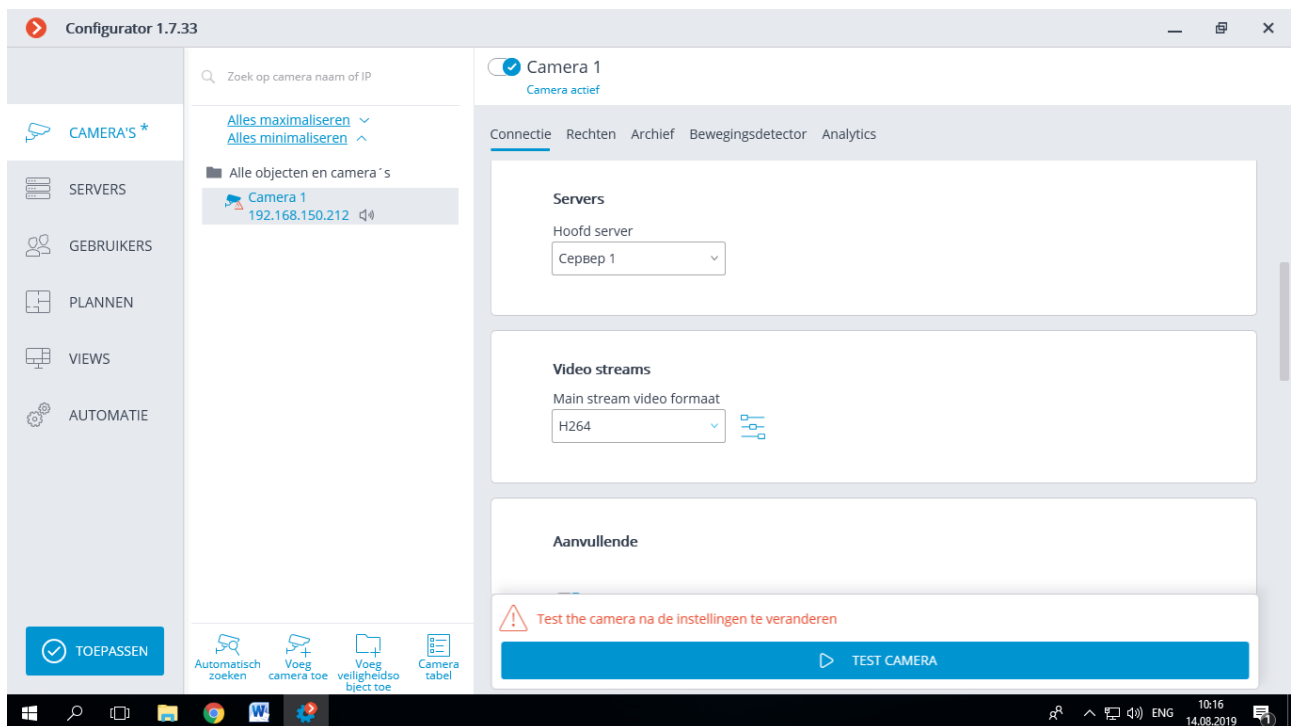 Configurator 1.7.33
Zoek op camera naam of IP
Alles maximaliseren
Alles minimaliseren
Alle objecten en camera´s
Camera 1
192.168.150.212
CAMERA'S *
SERVERS
GEBRUIKERS
PLANNEN
VIEWS
AUTOMATIE
TOEPASSEN
Automatisch
zoeken
Voeg
camera toe
Voeg
veiligheidso
bject toe
Camera
tabel
Camera 1
Camera actief
Connectie Rechten Archief Bewegingsdetector Analytics
Servers
Hoofd server
Сервер 1
Video streams
Main stream video formaat
H264
Aanvullende
Test the camera na de instellingen te veranderen
TEST CAMERA
ENG
10:16
14.08.2019
1